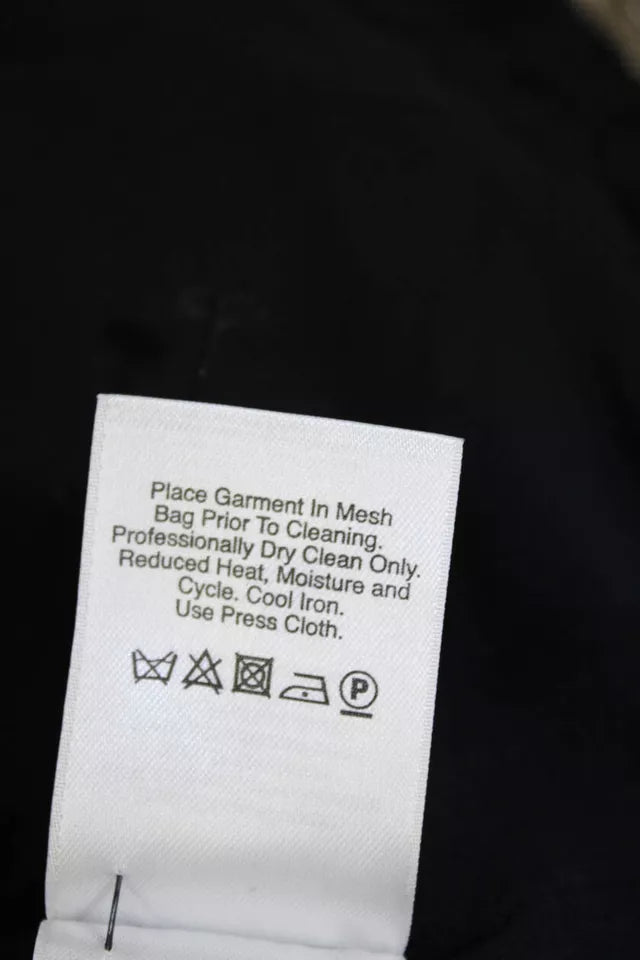 Place Garment In Mesh
Bag Prior To Cleaning.
Professionally Dry Clean Only.
Reduced Heat, Moisture and
Cycle. Cool Iron.
Use Press Cloth.
P